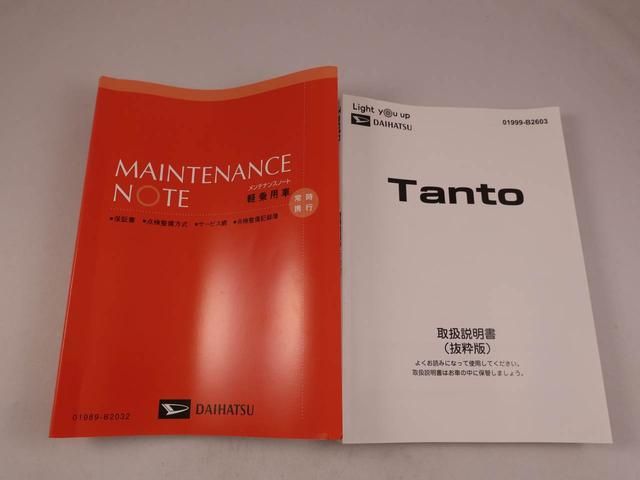 MAINTENANCE
NOTE
メンテナンスノート
軽乗用車
常時
携行
●保証書 ●点検整備方式 ●サービス網 ●点検整備記録簿
DAIHATSU
01989-B2032
Light you up
DAIHATSU
01999-B2603
Tanto
取扱説明書
(抜粋版)
よくお読みになって使用してください。
取扱説明書はお車の中に保管しましょう。